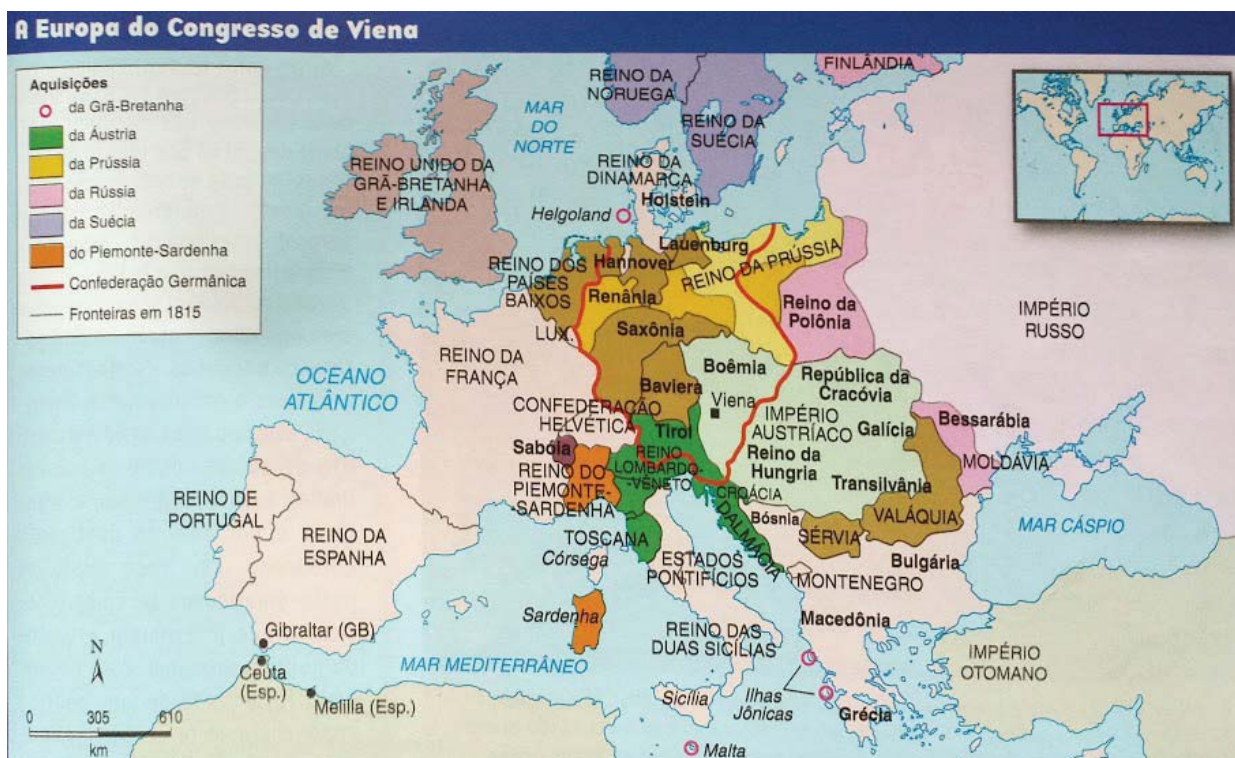 A Europa do Congresso de Viena
Aquisições
da Grã-Bretanha
da Áustria
da Prússia
da Rússia
da Suécia
do Piemonte-Sardenha
Confederação Germânica
Fronteiras em 1815
FINLÂNDIA
REINO DA
NORUEGA
MAR
DO
NORTE
REINO DA
SUÉCIA
REINO UNIDO DA
GRÃ-BRETANHA
E IRLANDA
REINO DA
DINAMARCA
Holstein
Helgoland
Lauenburg
Hannover
REINO DA PRÚSSIA
REINO DOS
PAÍSES
BAIXOS
Renânia
Reino da
Polônia
IMPÉRIO
RUSSO
Saxônia
LUX.
REINO DA
FRANÇA
Boêmia
OCEANO
ATLÂNTICO
Baviera
Viena
República da
Cracóvia
CONFEDERAÇÃO
HELVÉTICA
Tirol
IMPÉRIO
AUSTRÍACO
Galícia
Bessarábia
Sabóia
REINO
LOMBARDO-
-VÊNETO
Reino da
Hungria
MOLDÁVIA
REINO DO
PIEMONTE-
-SARDENHA
Transilvânia
CROÁCIA
REINO DE
PORTUGAL
DALMÁCIA
Bósnia
SÉRVIA
VALÁQUIA
MAR CÁSPIO
REINO DA
ESPANHA
TOSCANA
Córsega
ESTADOS
PONTIFÍCIOS
Bulgária
MONTENEGRO
Sardenha
Macedônia
REINO DAS
DUAS SICÍLIAS
IMPÉRIO
OTOMANO
Gibraltar (GB)
N
MAR MEDITERRÂNEO
Ceuta
(Esp.)
Melilla (Esp.)
Sicília
Ilhas
Jônicas
Grécia
0 305 610
km
Malta